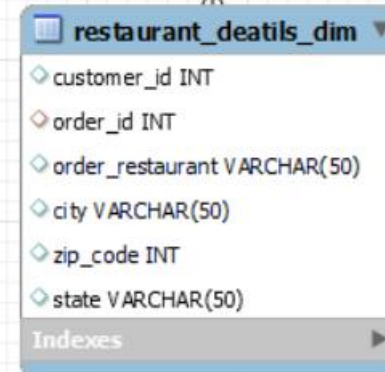 restaurant_deatils_dim
customer_id INT
order_id INT
order_restaurant VARCHAR(50)
city VARCHAR(50)
zip_code INT
state VARCHAR(50)
Indexes